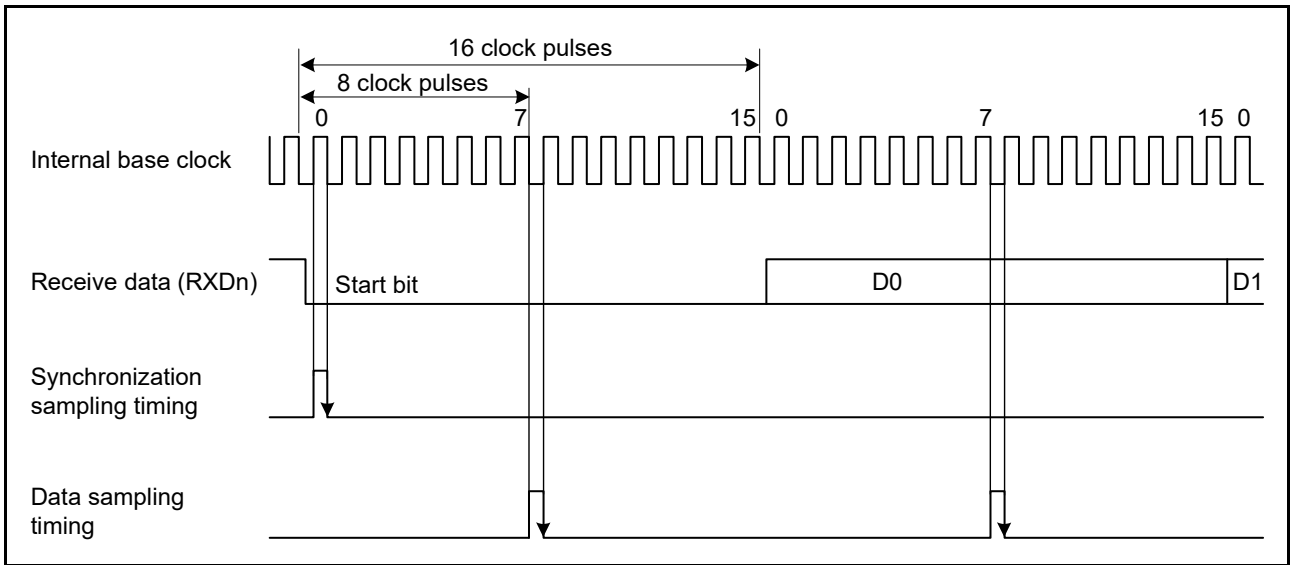 16 clock pulses
8 clock pulses
0 7 15 0 7 15 0
Internal base clock
Receive data (RXDn)
Start bit
D0
D1
Synchronization
sampling timing
Data sampling
timing